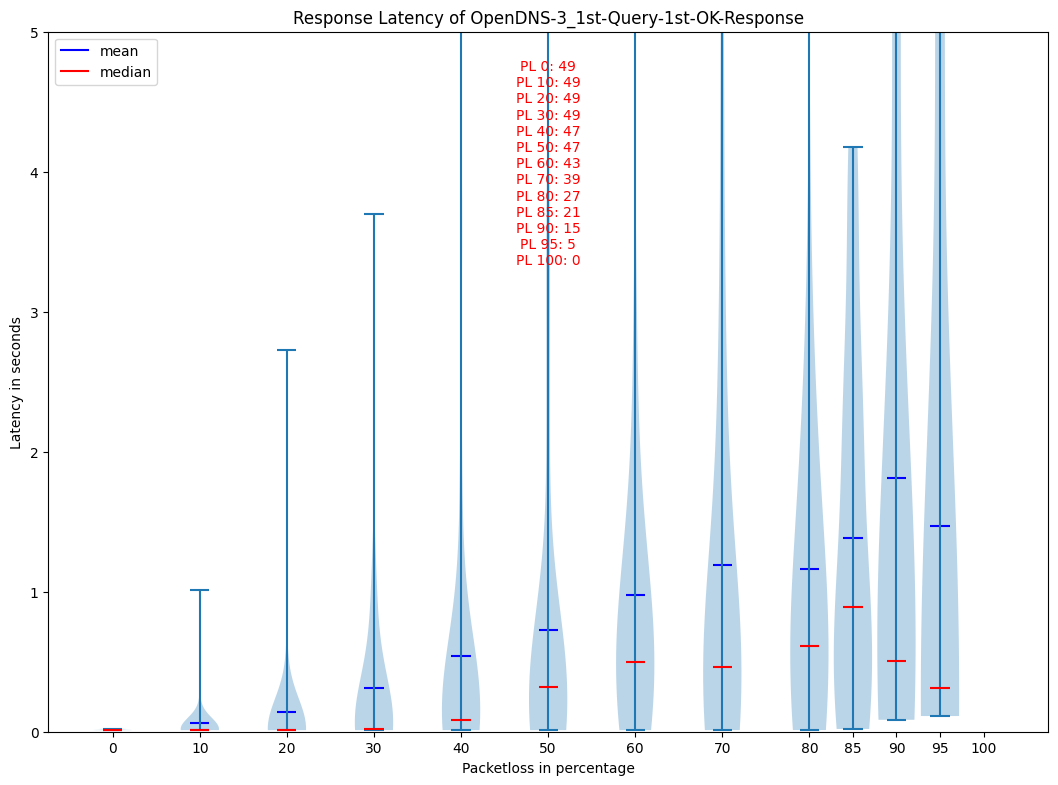 Response Latency of OpenDNS-3_1st-Query-1st-OK-Response
mean
median
PL 0: 49
PL 10: 49
PL 20: 49
PL 30: 49
PL 40: 47
PL 50: 47
PL 60: 43
PL 70: 39
PL 80: 27
PL 85: 21
PL 90: 15
PL 95: 5
PL 100: 0
Latency in seconds
5
4
3
2
1
0
0 10 20 30 40 50 60 70 80 85 90 95 100
Packetloss in percentage